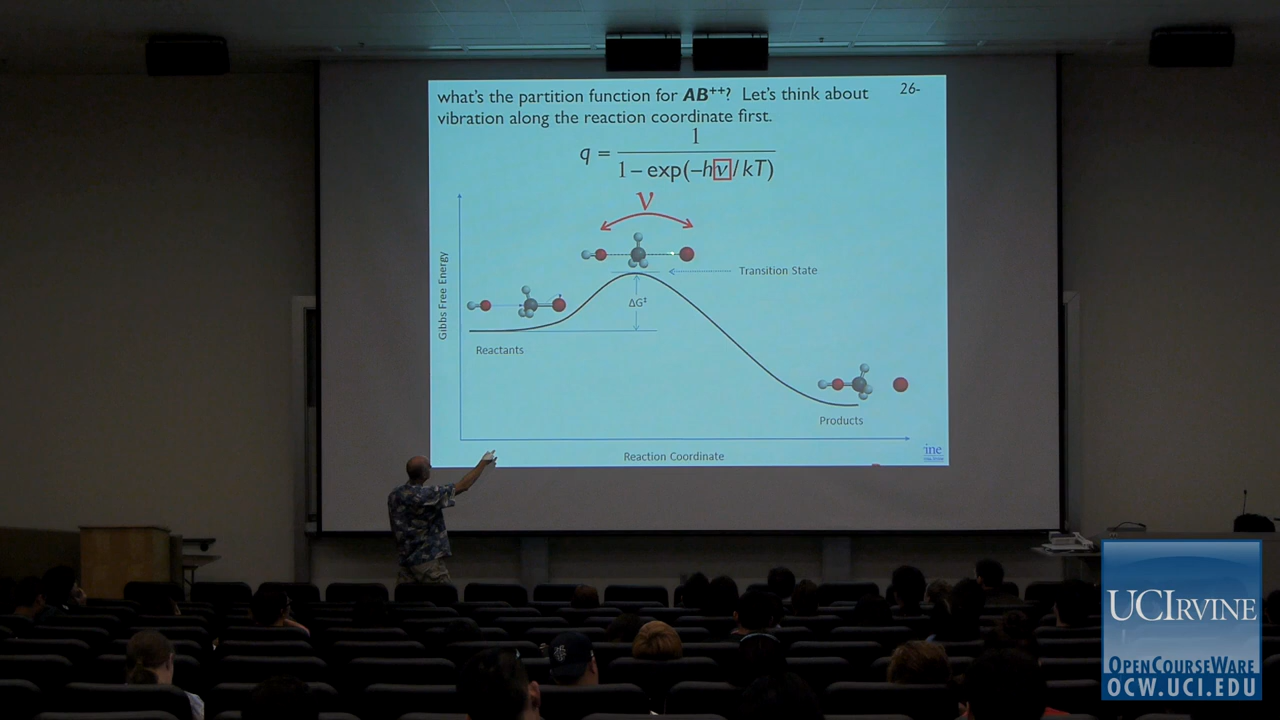 what's the partition function for AB⁺⁺? Let's think about
26-
vibration along the reaction coordinate first.
q = 1 / (1 – exp(–hν/kT))
ν
Transition State
ΔG‡
Gibbs Free Energy
Reactants
Products
Reaction Coordinate
UCIRVINE
OPENCOURSEWARE
OCW.UCI.EDU